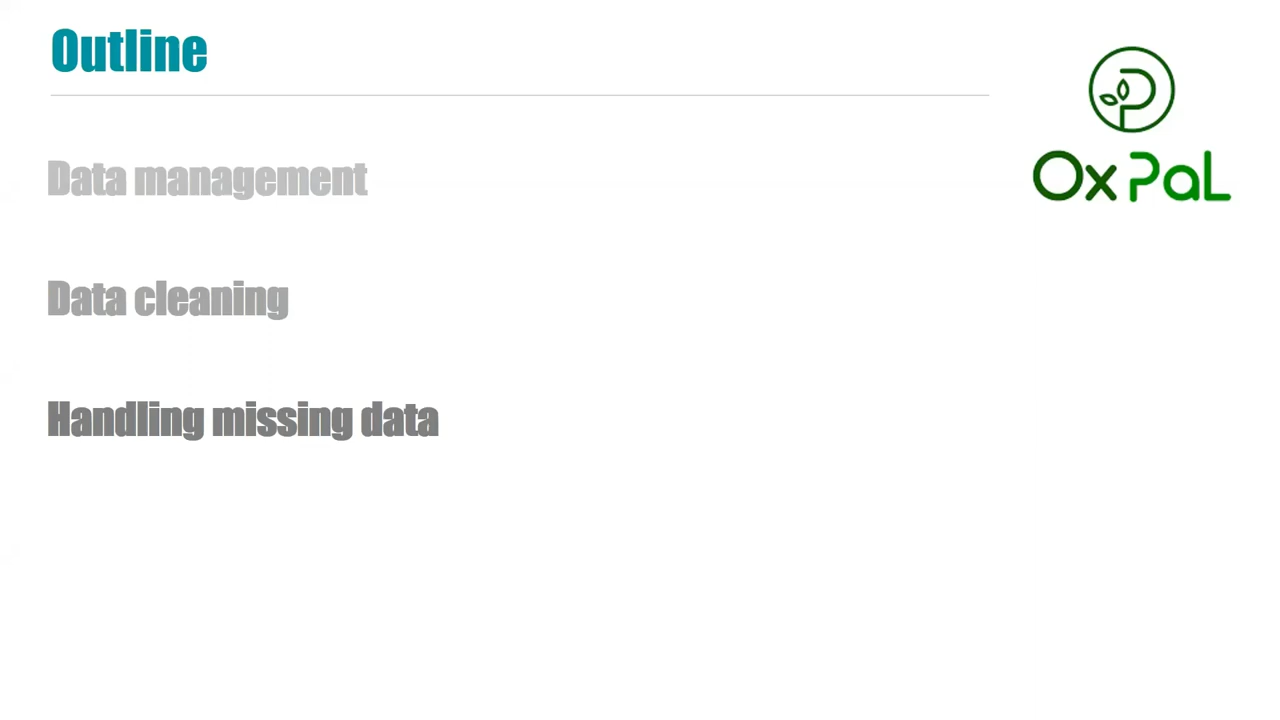 Outline
Data management
Data cleaning
Handling missing data
OxPaL